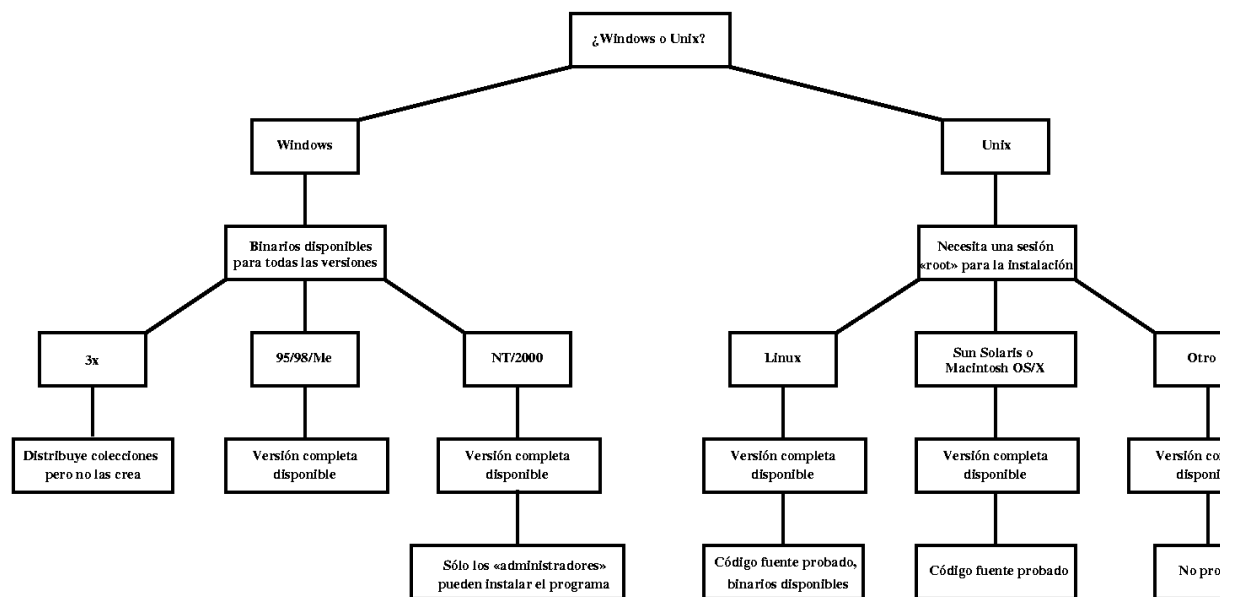 ¿Windows o Unix?
Windows
Unix
Binarios disponibles
para todas las versiones
Necesita una sesión
«root» para la instalación
3x
95/98/Me
NT/2000
Linux
Sun Solaris o
Macintosh OS/X
Otro
Distribuye colecciones
pero no las crea
Versión completa
disponible
Versión completa
disponible
Versión completa
disponible
Versión completa
disponible
Versión
Sólo los «administradores»
pueden instalar el programa
Código fuente probado,
binarios disponibles
Código fuente probado
No